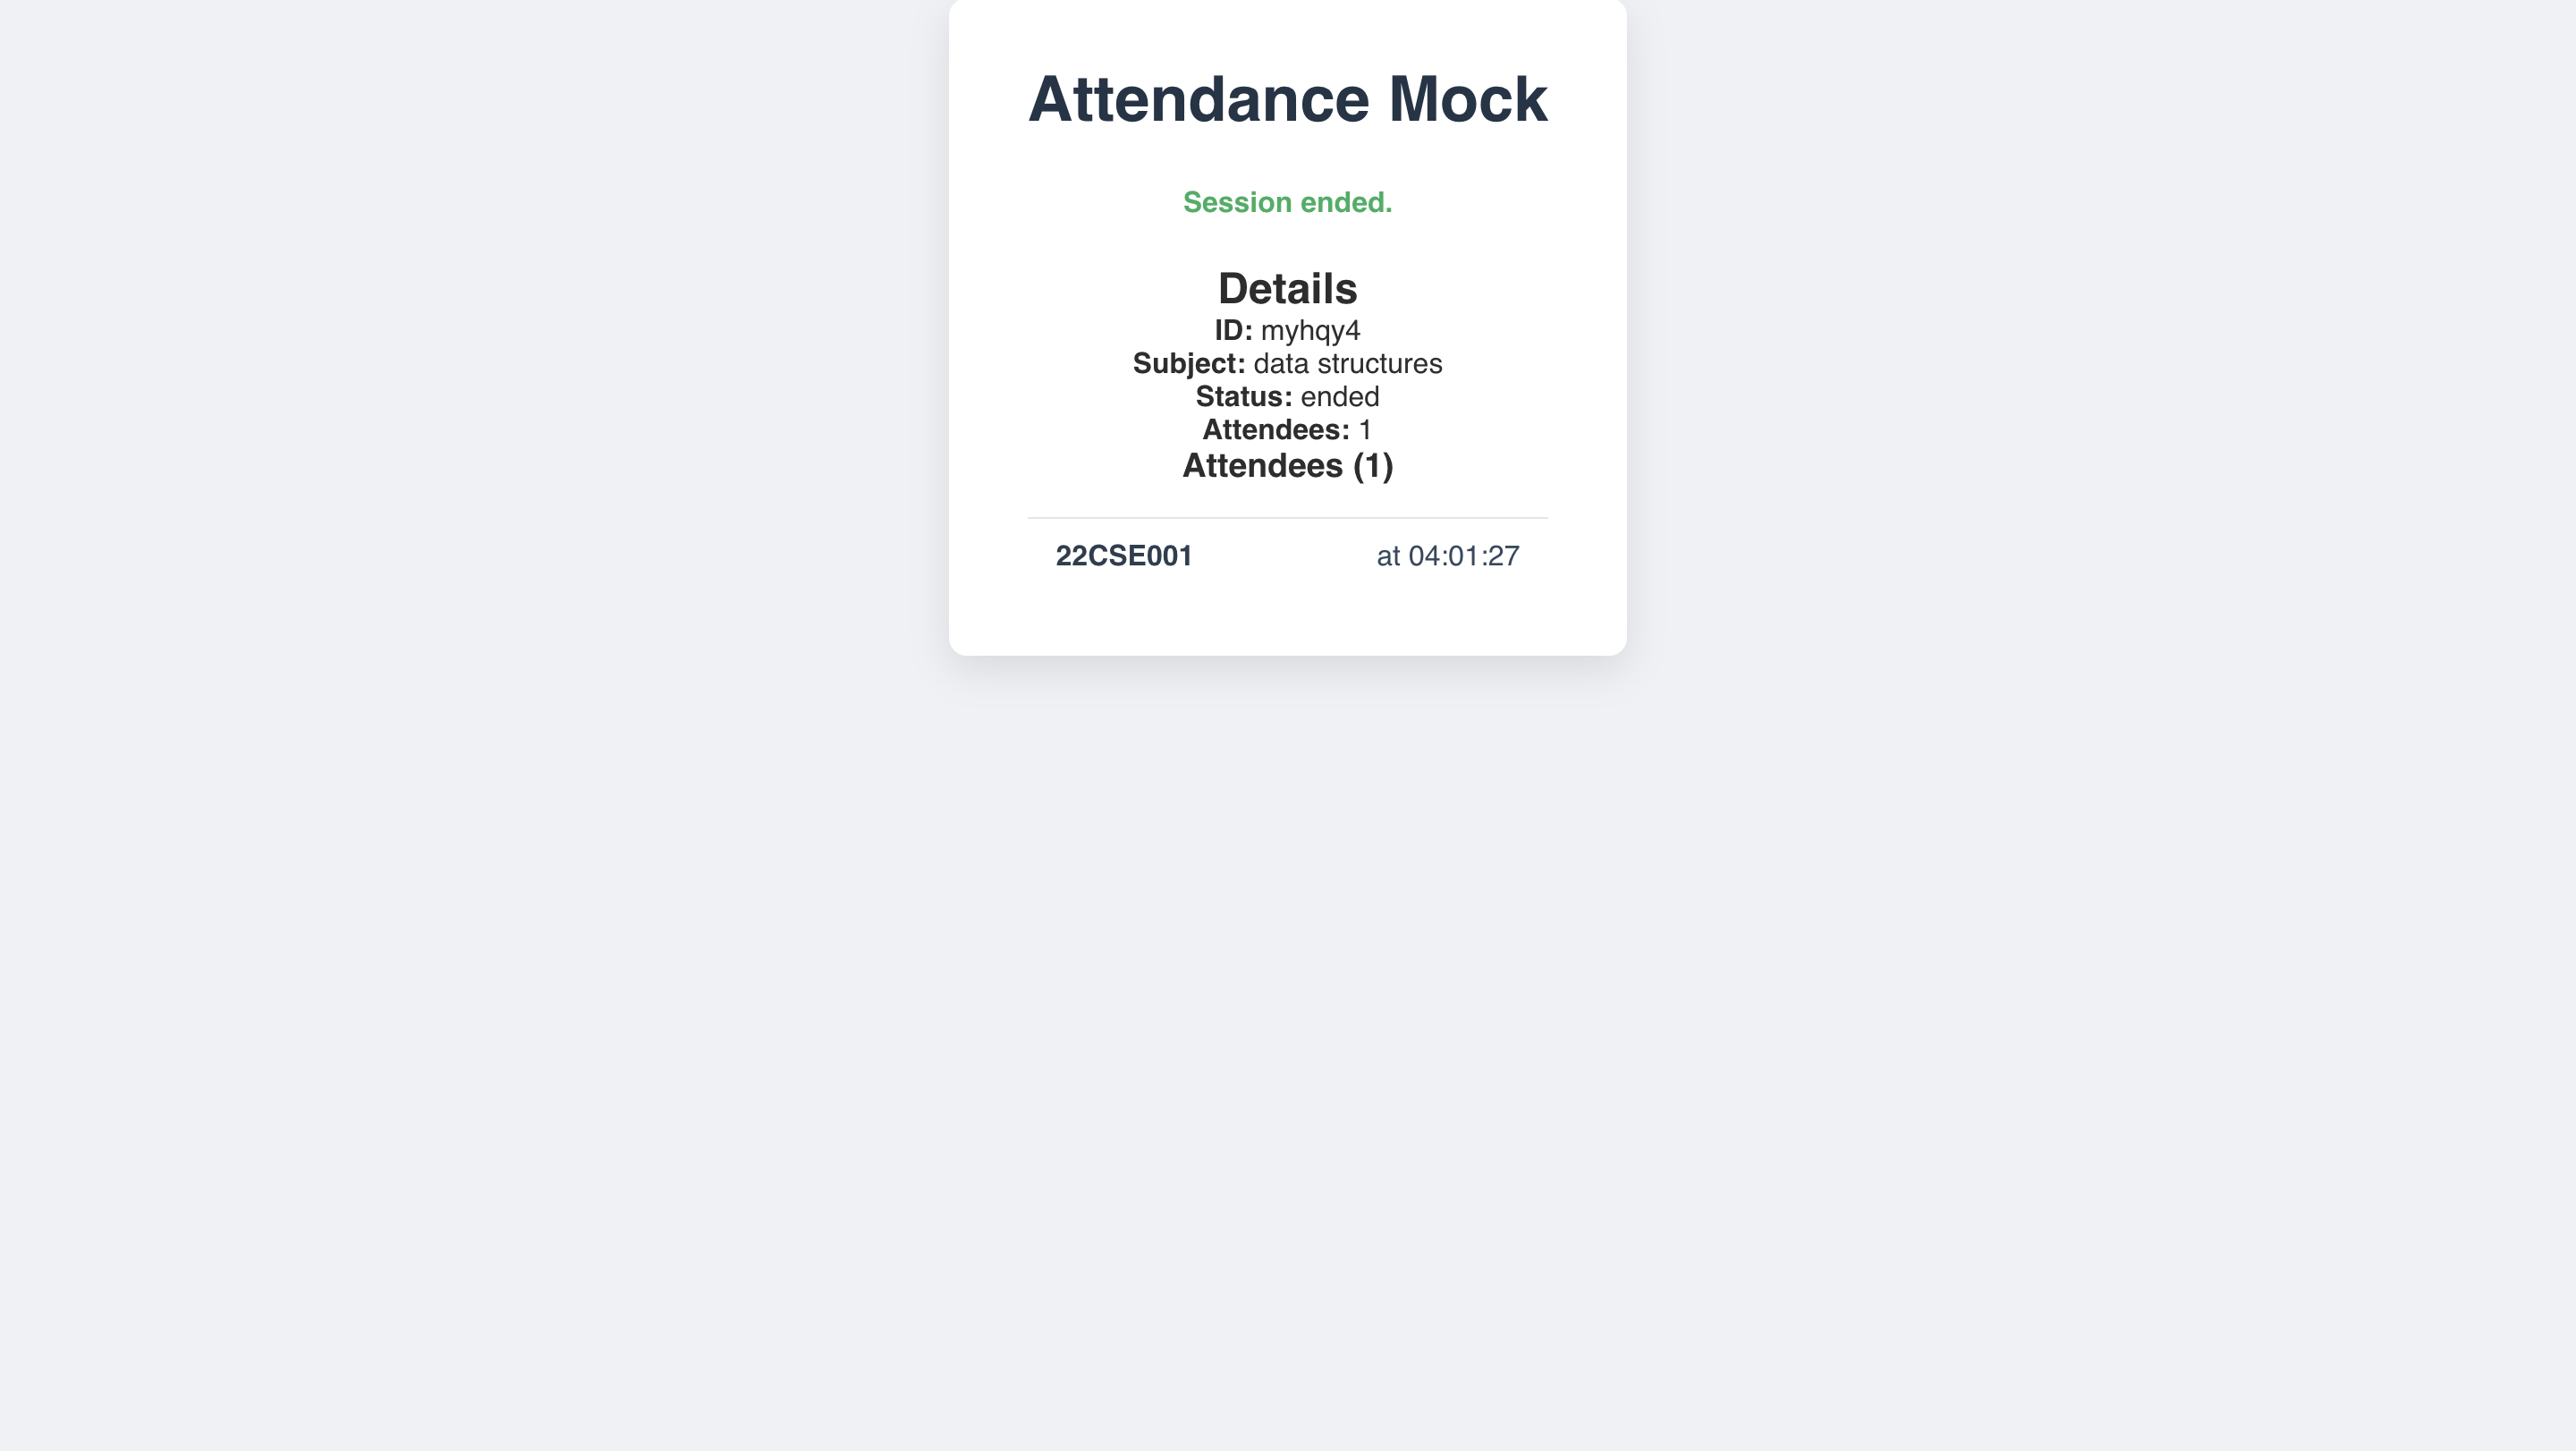 Attendance Mock
Session ended.
Details
ID: myhqy4
Subject: data structures
Status: ended
Attendees: 1
Attendees (1)
22CSE001 at 04:01:27